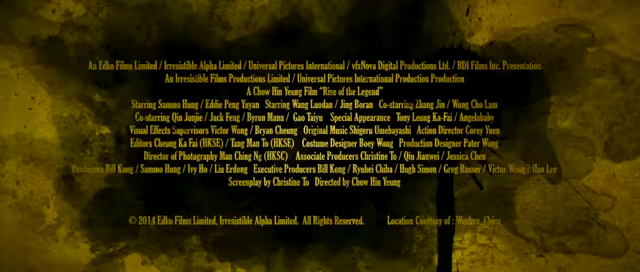 An Edko Films Limited / Irresistible Alpha Limited / Universal Pictures International / vfxNova Digital Productions Ltd. / BDI Films Inc. Presentation
An Irresistible Films Productions Limited / Universal Pictures International Production Production
A Chow Hin Yeung Film "Rise of the Legend"
Starring Sammo Hung / Eddie Peng Yuyan Starring Wang Luodan / Jing Boran Co-starring Zhang Jin / Wong Cho Lam
Co-starring Qin Junjie / Jack Feng / Byron Mann / Gao Taiyu Special Appearance Tony Leung Ka-Fai / Angelababy
Visual Effects Supervisors Victor Wong / Bryan Cheung Original Music Shigeru Umebayashi Action Director Corey Yuen
Editors Cheung Ka Fai (HKSE) / Tang Man To (HKSE) Costume Designer Boey Wong Production Designer Pater Wong
Director of Photography Man Ching Ng (HKSC) Associate Producers Christine To / Qiu Jianwei / Jessica Chen
Producers Bill Kong / Sammo Hung / Ivy Ho / Liu Erdong Executive Producers Bill Kong / Ryuhei Chiba / Hugh Simon / Greg Basser / Victor Wong / Hao Lee
Screenplay by Christine To Directed by Chow Hin Yeung
© 2014 Edko Films Limited, Irresistible Alpha Limited. All Rights Reserved. Location Courtesy of : Wuzhen, China